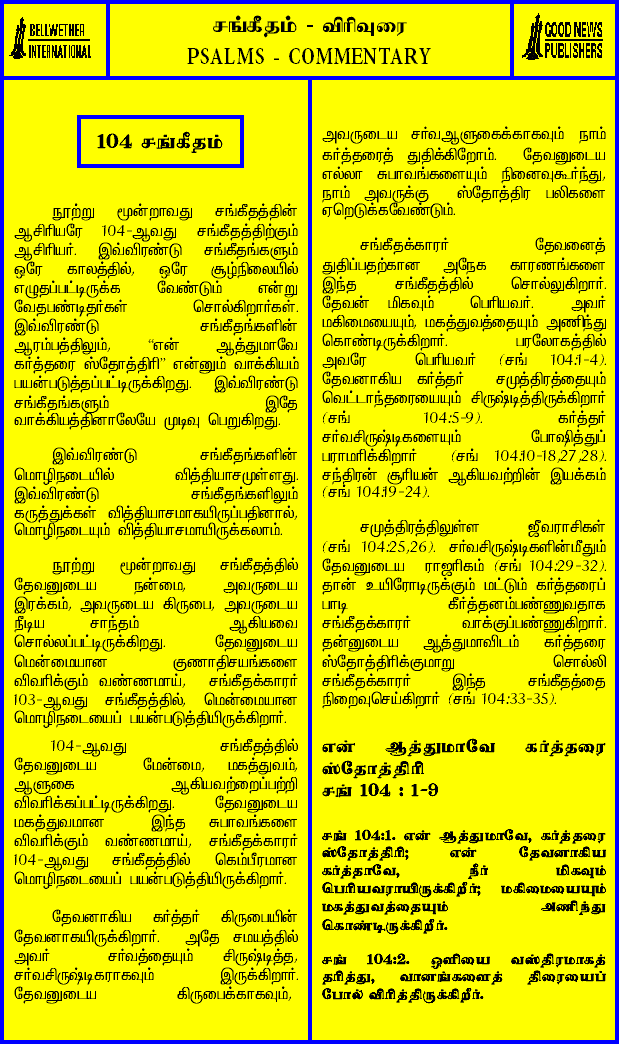 BELLWETHER
INTERNATIONAL
சங்கீதம் - விரிவுரை
PSALMS - COMMENTARY
GOOD NEWS
PUBLISHERS
104 சங்கீதம்
நூற்று மூன்றாவது சங்கீதத்தின்
ஆசிரியரே 104-ஆவது சங்கீதத்திற்கும்
ஆசிரியர். இவ்விரண்டு சங்கீதங்களும்
ஒரே காலத்தில், ஒரே சூழ்நிலையில்
எழுதப்பட்டிருக்க வேண்டும் என்று
வேதபண்டிதர்கள் சொல்கிறார்கள்.
இவ்விரண்டு சங்கீதங்களின்
ஆரம்பத்திலும், “என் ஆத்துமாவே
கர்த்தரை ஸ்தோத்திரி” என்னும் வாக்கியம்
பயன்படுத்தப்பட்டிருக்கிறது. இவ்விரண்டு
சங்கீதங்களும் இதே
வாக்கியத்தினாலேயே முடிவு பெறுகிறது.
இவ்விரண்டு சங்கீதங்களின்
மொழிநடையில் வித்தியாசமுள்ளது.
இவ்விரண்டு சங்கீதங்களிலும்
கருத்துக்கள் வித்தியாசமாகயிருப்பதினால்,
மொழிநடையும் வித்தியாசமாயிருக்கலாம்.
நூற்று மூன்றாவது சங்கீதத்தில்
தேவனுடைய நன்மை, அவருடைய
இரக்கம், அவருடைய கிருபை, அவருடைய
நீடிய சாந்தம் ஆகியவை
சொல்லப்பட்டிருக்கிறது. தேவனுடைய
மென்மையான குணாதிசயங்களை
விவரிக்கும் வண்ணமாய், சங்கீதக்காரர்
103-ஆவது சங்கீதத்தில், மென்மையான
மொழிநடையைப் பயன்படுத்தியிருக்கிறார்.
104-ஆவது சங்கீதத்தில்
தேவனுடைய மேன்மை, மகத்துவம்,
ஆளுகை ஆகியவற்றைப்பற்றி
விவரிக்கப்பட்டிருக்கிறது. தேவனுடைய
மகத்துவமான இந்த சுபாவங்களை
விவரிக்கும் வண்ணமாய், சங்கீதக்காரர்
104-ஆவது சங்கீதத்தில் கெம்பீரமான
மொழிநடையைப் பயன்படுத்தியிருக்கிறார்.
தேவனாகிய கர்த்தர் கிருபையின்
தேவனாகயிருக்கிறார். அதே சமயத்தில்
அவர் சர்வத்தையும் சிருஷ்டித்த,
சர்வசிருஷ்டிகராகவும் இருக்கிறார்.
தேவனுடைய கிருபைக்காகவும்,
அவருடைய சர்வஆளுகைக்காகவும் நாம்
கர்த்தரைத் துதிக்கிறோம். தேவனுடைய
எல்லா சுபாவங்களையும் நினைவுகூர்ந்து,
நாம் அவருக்கு ஸ்தோத்திர பலிகளை
ஏறெடுக்கவேண்டும்.
சங்கீதக்காரர் தேவனைத்
துதிப்பதற்கான அநேக காரணங்களை
இந்த சங்கீதத்தில் சொல்லுகிறார்.
தேவன் மிகவும் பெரியவர். அவர்
மகிமையையும், மகத்துவத்தையும் அணிந்து
கொண்டிருக்கிறார். பரலோகத்தில்
அவரே பெரியவர் (சங் 104:1-4).
தேவனாகிய கர்த்தர் சமுத்திரத்தையும்
வெட்டாந்தரையையும் சிருஷ்டித்திருக்கிறார்
(சங் 104:5-9). கர்த்தர்
சர்வசிருஷ்டிகளையும் போஷித்துப்
பராமரிக்கிறார் (சங் 104:10-18,27,28).
சந்திரன் சூரியன் ஆகியவற்றின் இயக்கம்
(சங் 104:19-24).
சமுத்திரத்திலுள்ள ஜீவராசிகள்
(சங் 104:25,26). சர்வசிருஷ்டிகளின்மீதும்
தேவனுடைய ராஜரிகம் (சங் 104:29-32).
தான் உயிரோடிருக்கும் மட்டும் கர்த்தரைப்
பாடி கீர்த்தனம்பண்ணுவதாக
சங்கீதக்காரர் வாக்குப்பண்ணுகிறார்.
தன்னுடைய ஆத்துமாவிடம் கர்த்தரை
ஸ்தோத்திரிக்குமாறு சொல்லி
சங்கீதக்காரர் இந்த சங்கீதத்தை
நிறைவுசெய்கிறார் (சங் 104:33-35).
என் ஆத்துமாவே கர்த்தரை
ஸ்தோத்திரி
சங் 104 : 1-9
சங் 104:1. என் ஆத்துமாவே, கர்த்தரை
ஸ்தோத்திரி; என் தேவனாகிய
கர்த்தாவே, நீர் மிகவும்
பெரியவராயிருக்கிறீர்; மகிமையையும்
மகத்துவத்தையும் அணிந்து
கொண்டிருக்கிறீர்.
சங் 104:2. ஒளியை வஸ்திரமாகத்
தரித்து, வானங்களைத் திரையைப்
போல் விரித்திருக்கிறீர்.